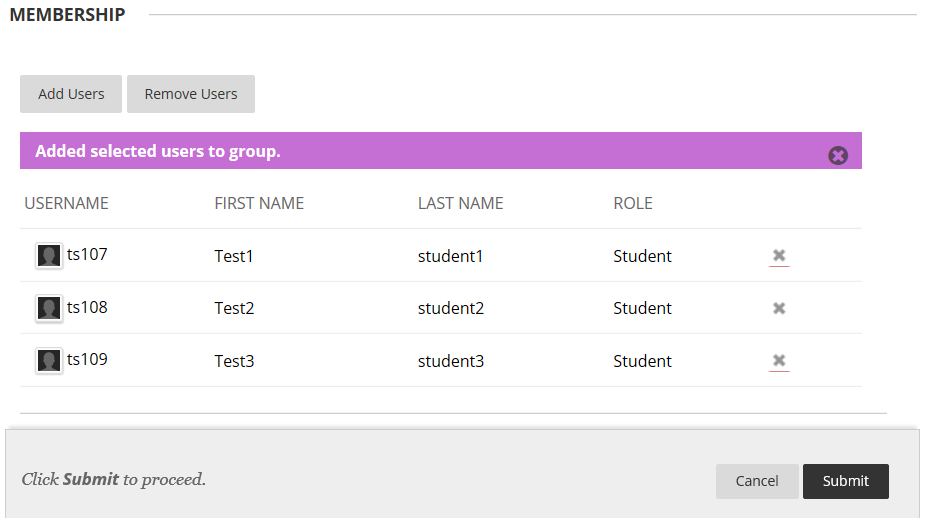 MEMBERSHIP
Add Users Remove Users
Added selected users to group.
USERNAME FIRST NAME LAST NAME ROLE
ts107 Test1 student1 Student
ts108 Test2 student2 Student
ts109 Test3 student3 Student
Click Submit to proceed. Cancel Submit